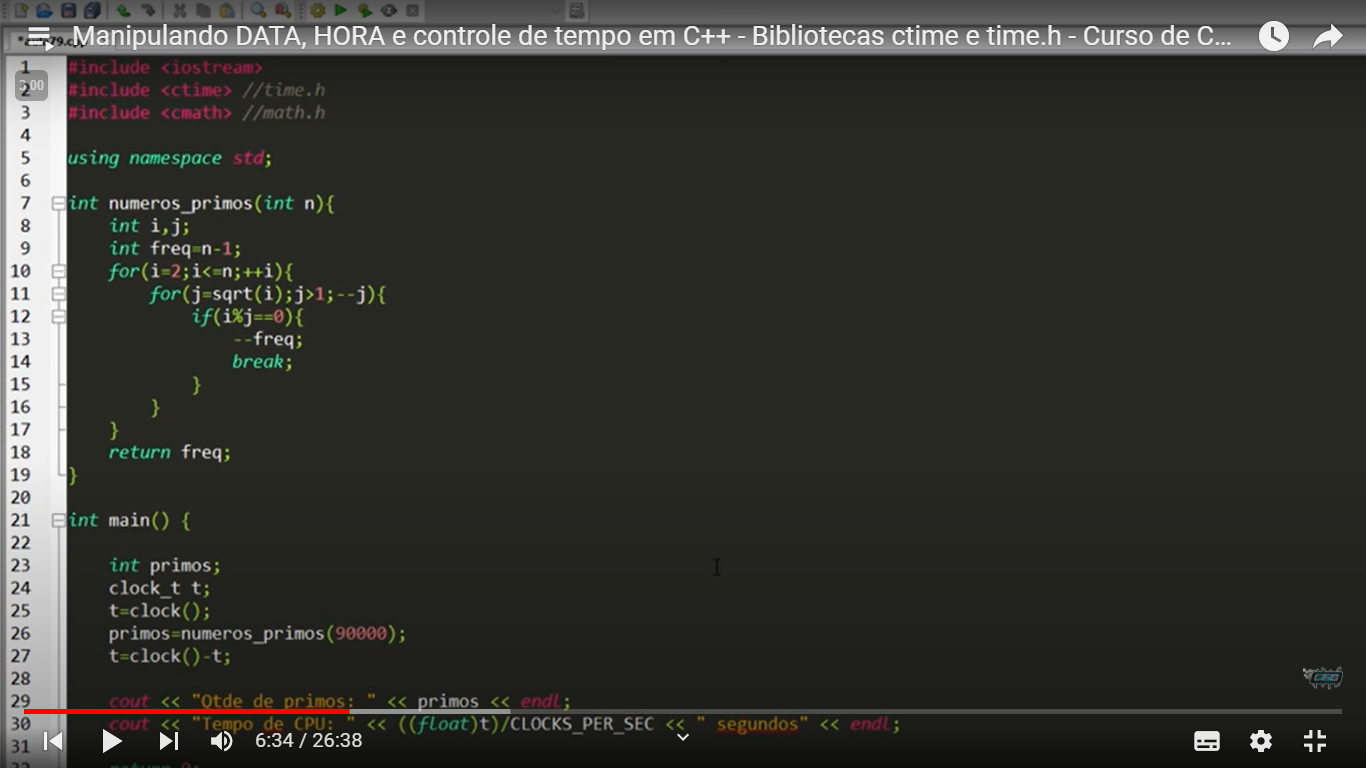 Manipulando DATA, HORA e controle de tempo em C++ - Bibliotecas ctime e time.h - Curso de C...
3:00
1 #include <iostream>
2 #include <ctime> //time.h
3 #include <cmath> //math.h
4
5 using namespace std;
6
7 int numeros_primos(int n){
8 int i,j;
9 int freq=n-1;
10 for(i=2;i<=n;++i){
11 for(j=sqrt(i);j>1;--j){
12 if(i%j==0){
13 --freq;
14 break;
15 }
16 }
17 }
18 return freq;
19 }
20
21 int main() {
22
23 int primos;
24 clock_t t;
25 t=clock();
26 primos=numeros_primos(90000);
27 t=clock()-t;
28
29 cout << "Qtde de primos: " << primos << endl;
30 cout << "Tempo de CPU: " << ((float)t)/CLOCKS_PER_SEC << " segundos" << endl;
31
return 0;
6:34 / 26:38